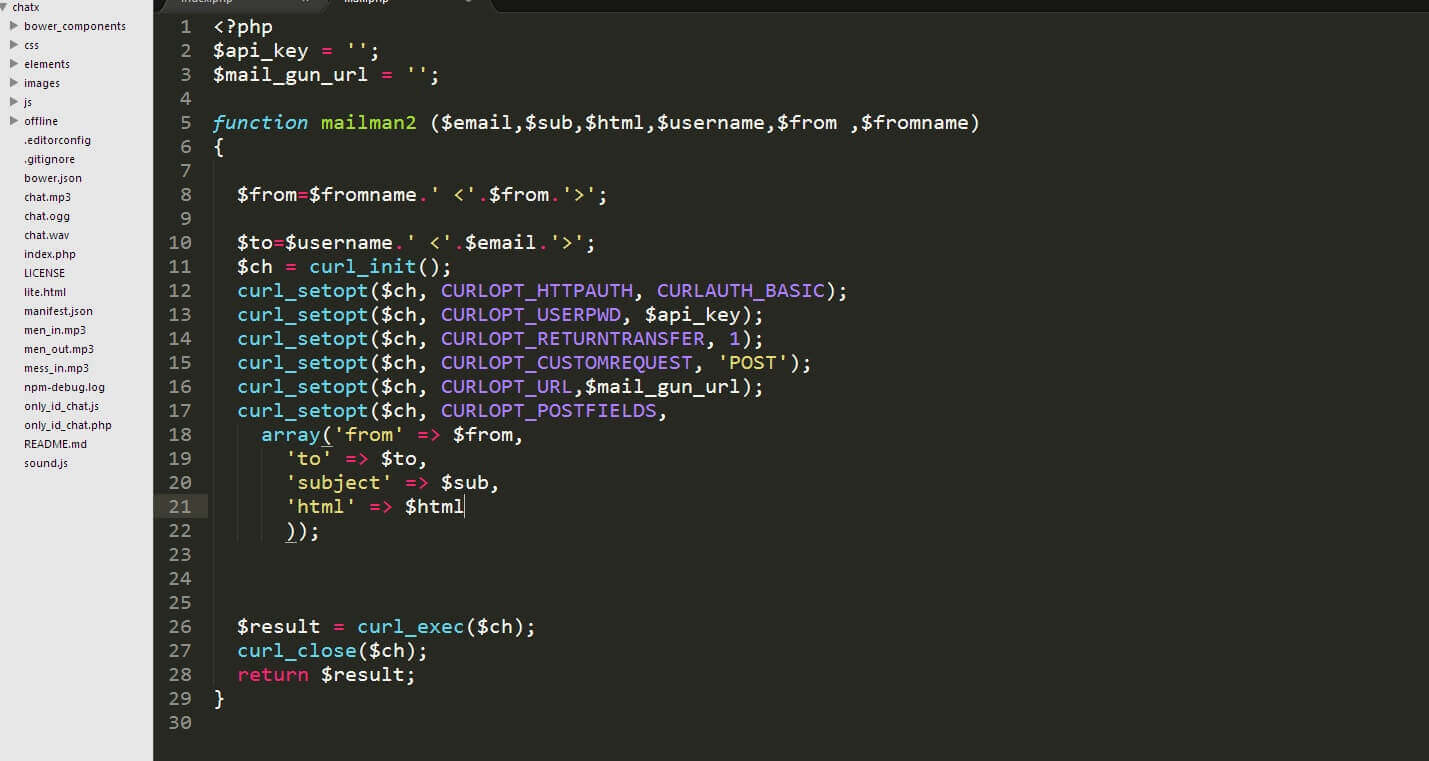 chatx
bower_components
css
elements
images
js
offline
.editorconfig
.gitignore
bower.json
chat.mp3
chat.ogg
chat.wav
index.php
LICENSE
lite.html
manifest.json
men_in.mp3
men_out.mp3
mess_in.mp3
npm-debug.log
only_id_chat.js
only_id_chat.php
README.md
sound.js
1 <?php
2 $api_key = '';
3 $mail_gun_url = '';
4
5 function mailman2 ($email,$sub,$html,$username,$from ,$fromname)
6 {
7
8 $from=$fromname.' <'.$from.'>';
9
10 $to=$username.' <'.$email.'>';
11 $ch = curl_init();
12 curl_setopt($ch, CURLOPT_HTTPAUTH, CURLAUTH_BASIC);
13 curl_setopt($ch, CURLOPT_USERPWD, $api_key);
14 curl_setopt($ch, CURLOPT_RETURNTRANSFER, 1);
15 curl_setopt($ch, CURLOPT_CUSTOMREQUEST, 'POST');
16 curl_setopt($ch, CURLOPT_URL,$mail_gun_url);
17 curl_setopt($ch, CURLOPT_POSTFIELDS,
18 array('from' => $from,
19 'to' => $to,
20 'subject' => $sub,
21 'html' => $html
22 ));
23
24
25
26 $result = curl_exec($ch);
27 curl_close($ch);
28 return $result;
29 }
30